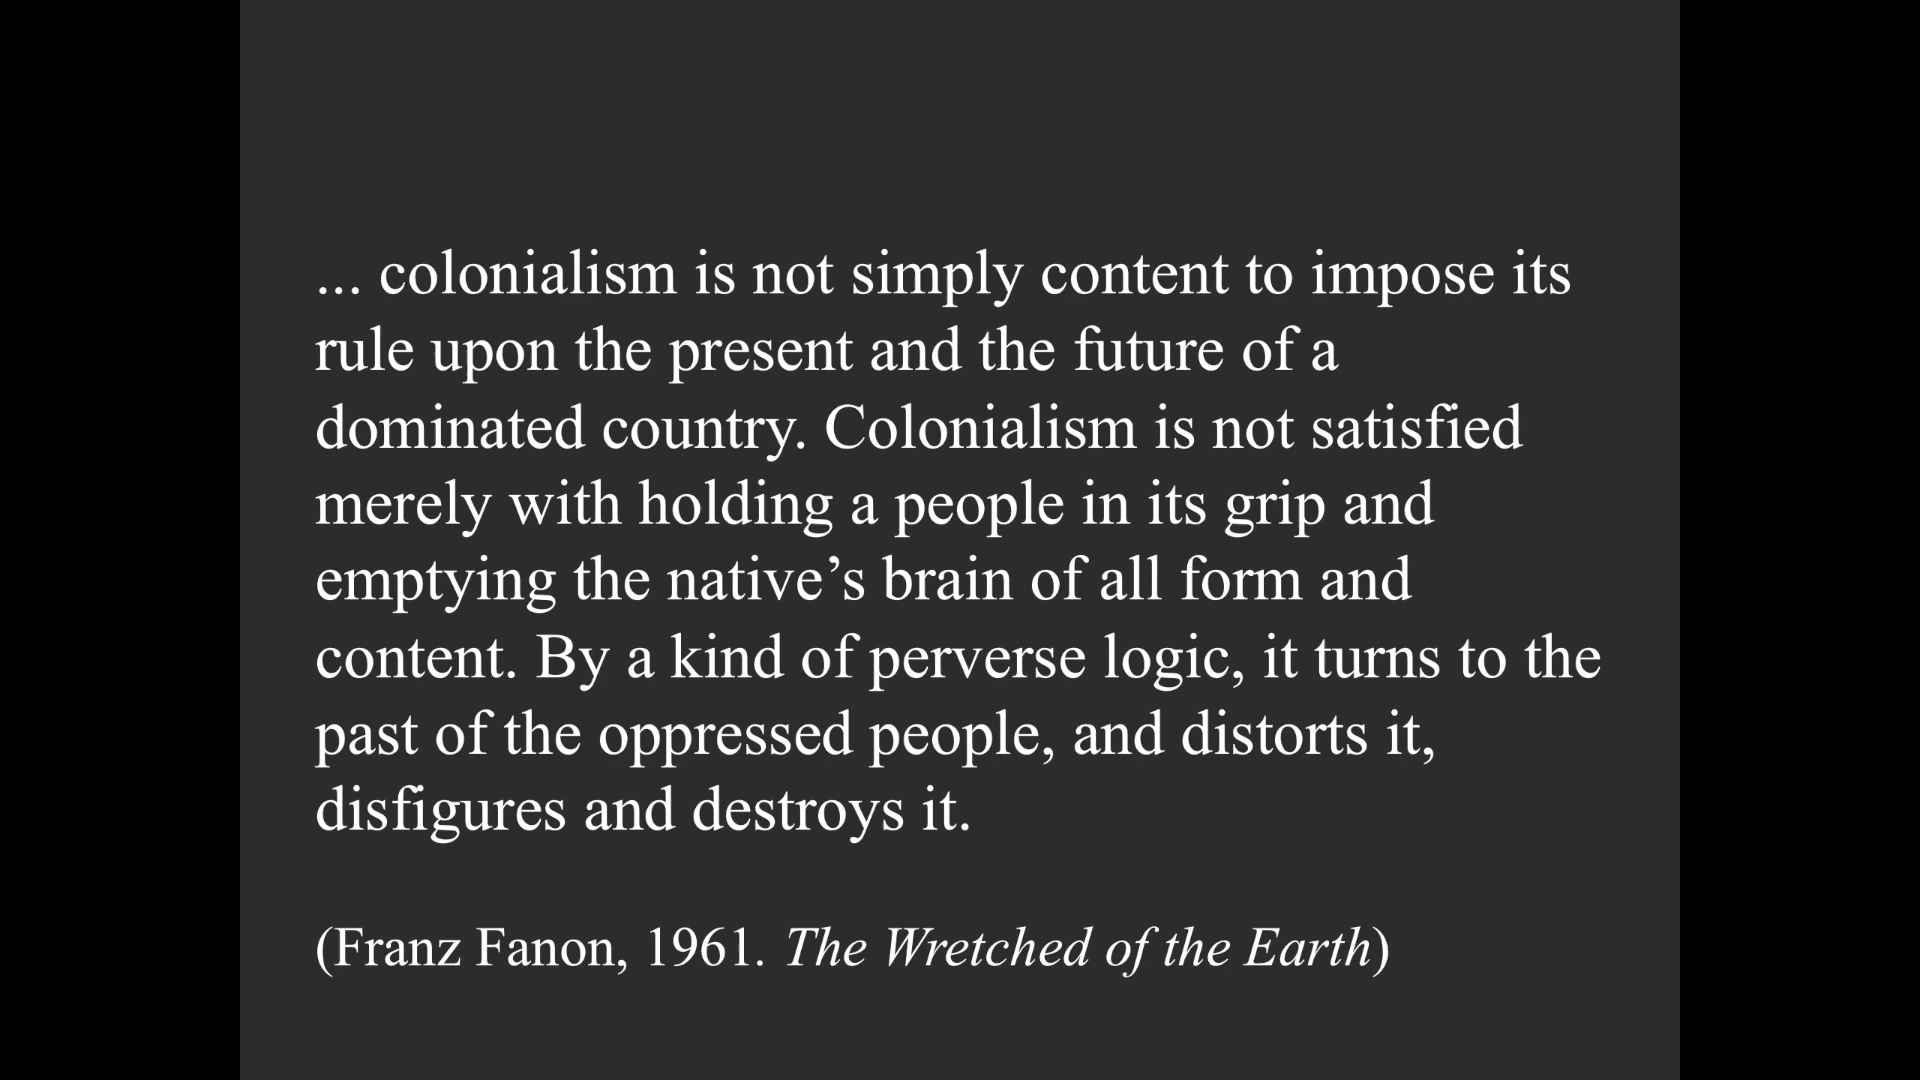 ... colonialism is not simply content to impose its
rule upon the present and the future of a
dominated country. Colonialism is not satisfied
merely with holding a people in its grip and
emptying the native’s brain of all form and
content. By a kind of perverse logic, it turns to the
past of the oppressed people, and distorts it,
disfigures and destroys it.
(Franz Fanon, 1961. The Wretched of the Earth)